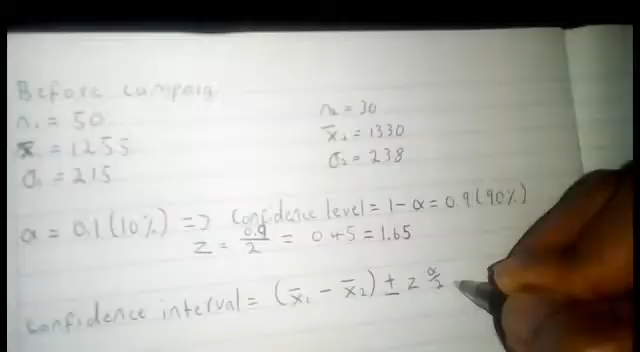 Before campaig
n₁ = 50
x̄₁ = 1255
σ₁ = 215
n₂ = 30
x̄₂ = 1330
σ₂ = 238
α = 0.1 (10%) => Confidence level = 1 - α = 0.9 (90%)
z = 0.9/2 = 0.45 = 1.65
Confidence interval = (x̄₁ - x̄₂) ± z α/2